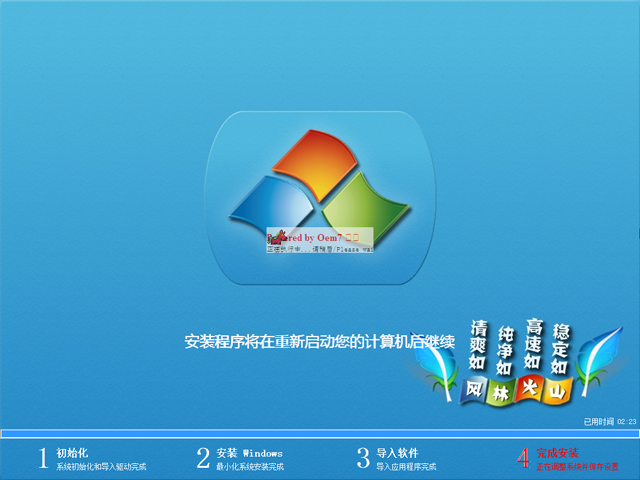 Powered by Oem7
正在执行中...请稍等/Please wai
安装程序将在重新启动您的计算机后继续
清爽如风
纯净如林
高速如火
稳定如山
已用时间 02:23
1 初始化
系统初始化和导入驱动完成
2 安装 Windows
最小化系统安装完成
3 导入软件
导入应用程序完成
4 完成安装
正在调整系统并保存设置